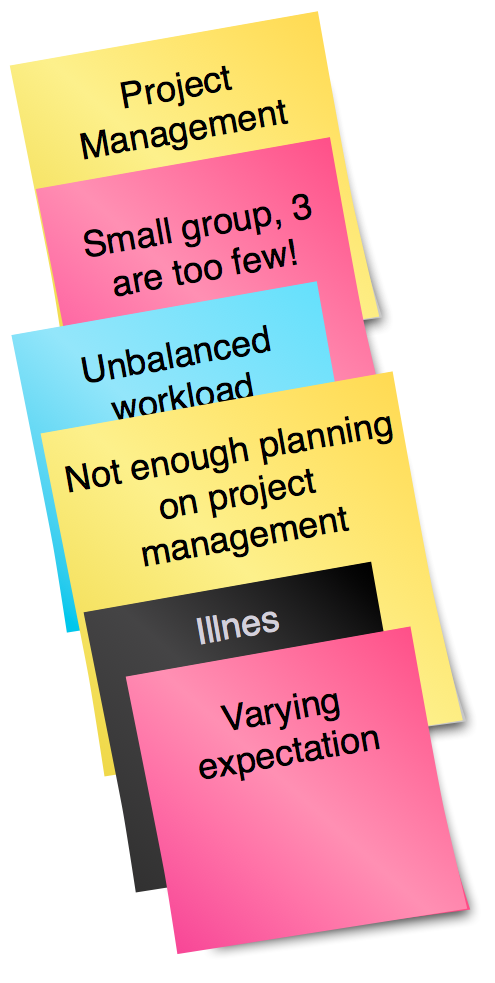 Project
Management
Small group, 3
are too few!
Unbalanced
workload
Not enough planning
on project
management
Illnes
Varying
expectation